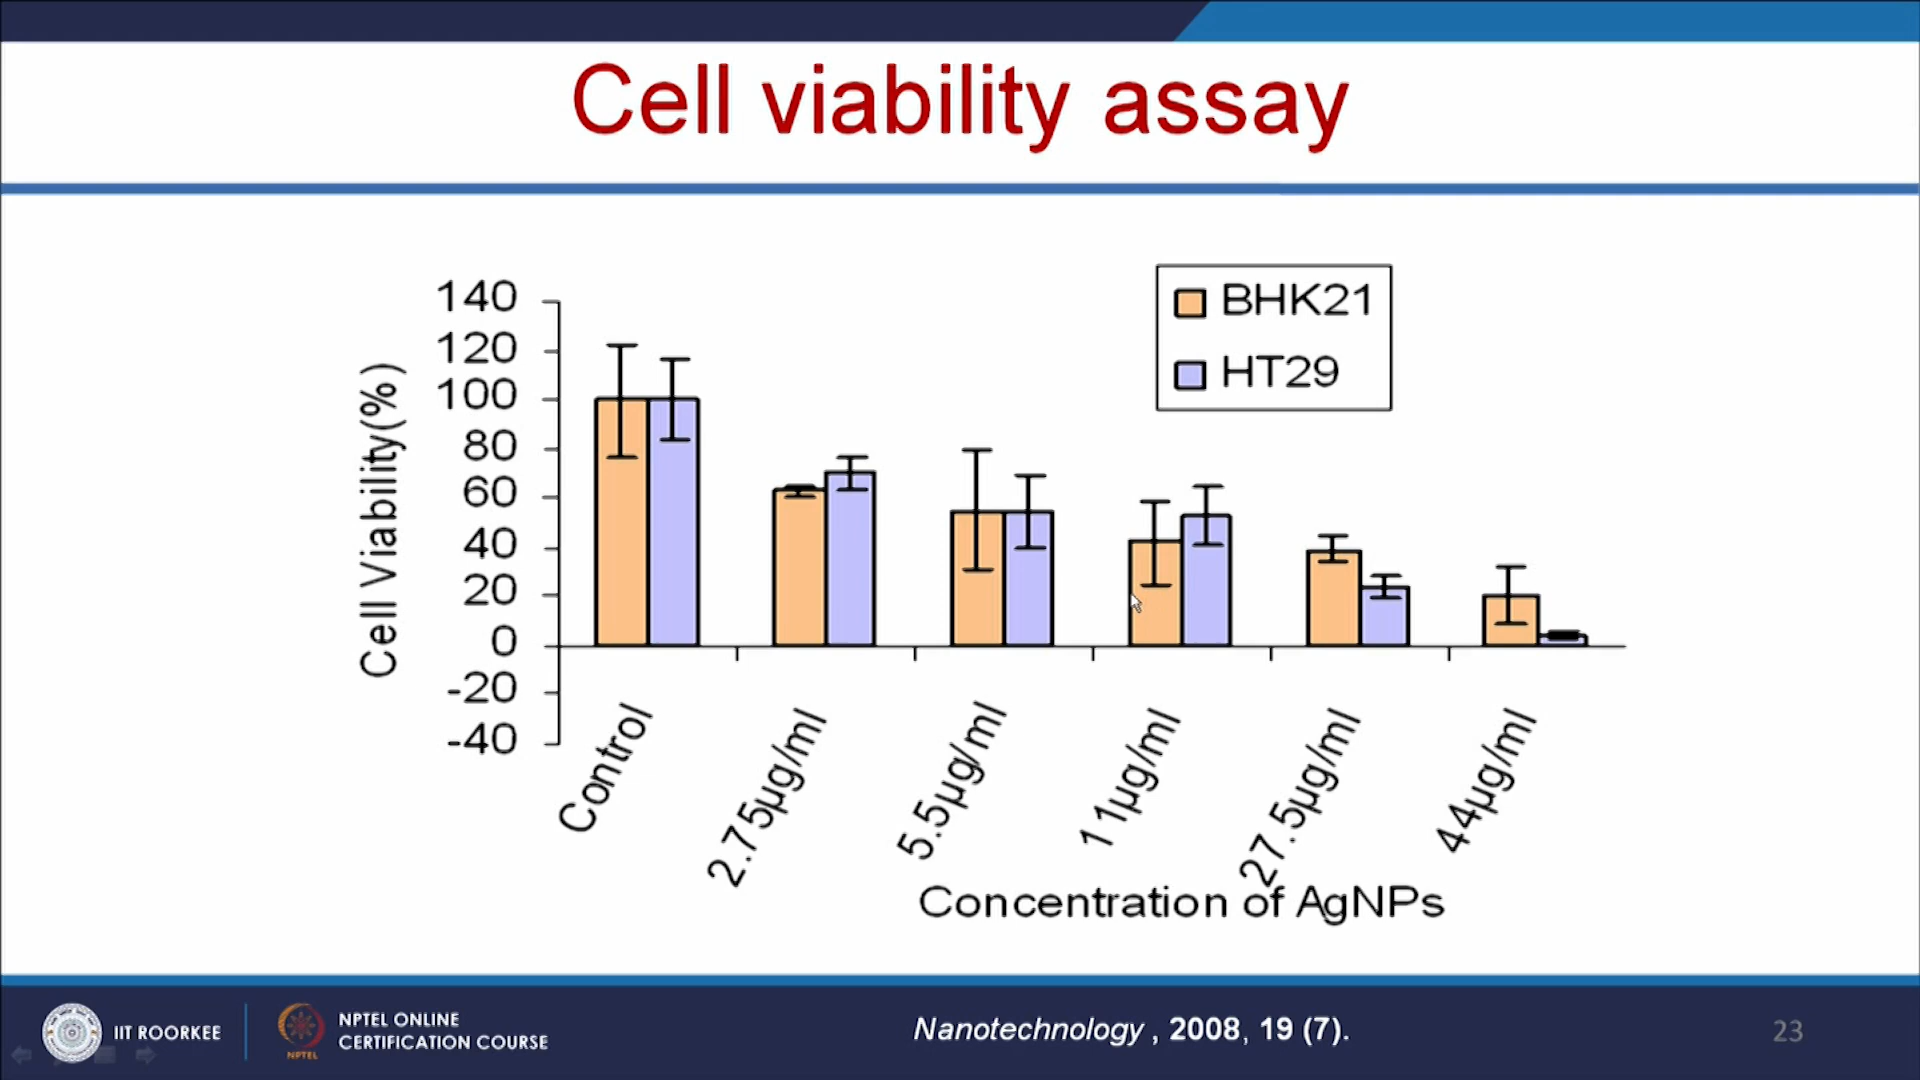 Cell viability assay
BHK21
HT29
Cell Viability(%)
140
120
100
80
60
40
20
0
-20
-40
Control
2.75µg/ml
5.5µg/ml
11µg/ml
27.5µg/ml
44µg/ml
Concentration of AgNPs
IIT ROORKEE
NPTEL
NPTEL ONLINE
CERTIFICATION COURSE
Nanotechnology , 2008, 19 (7).
23